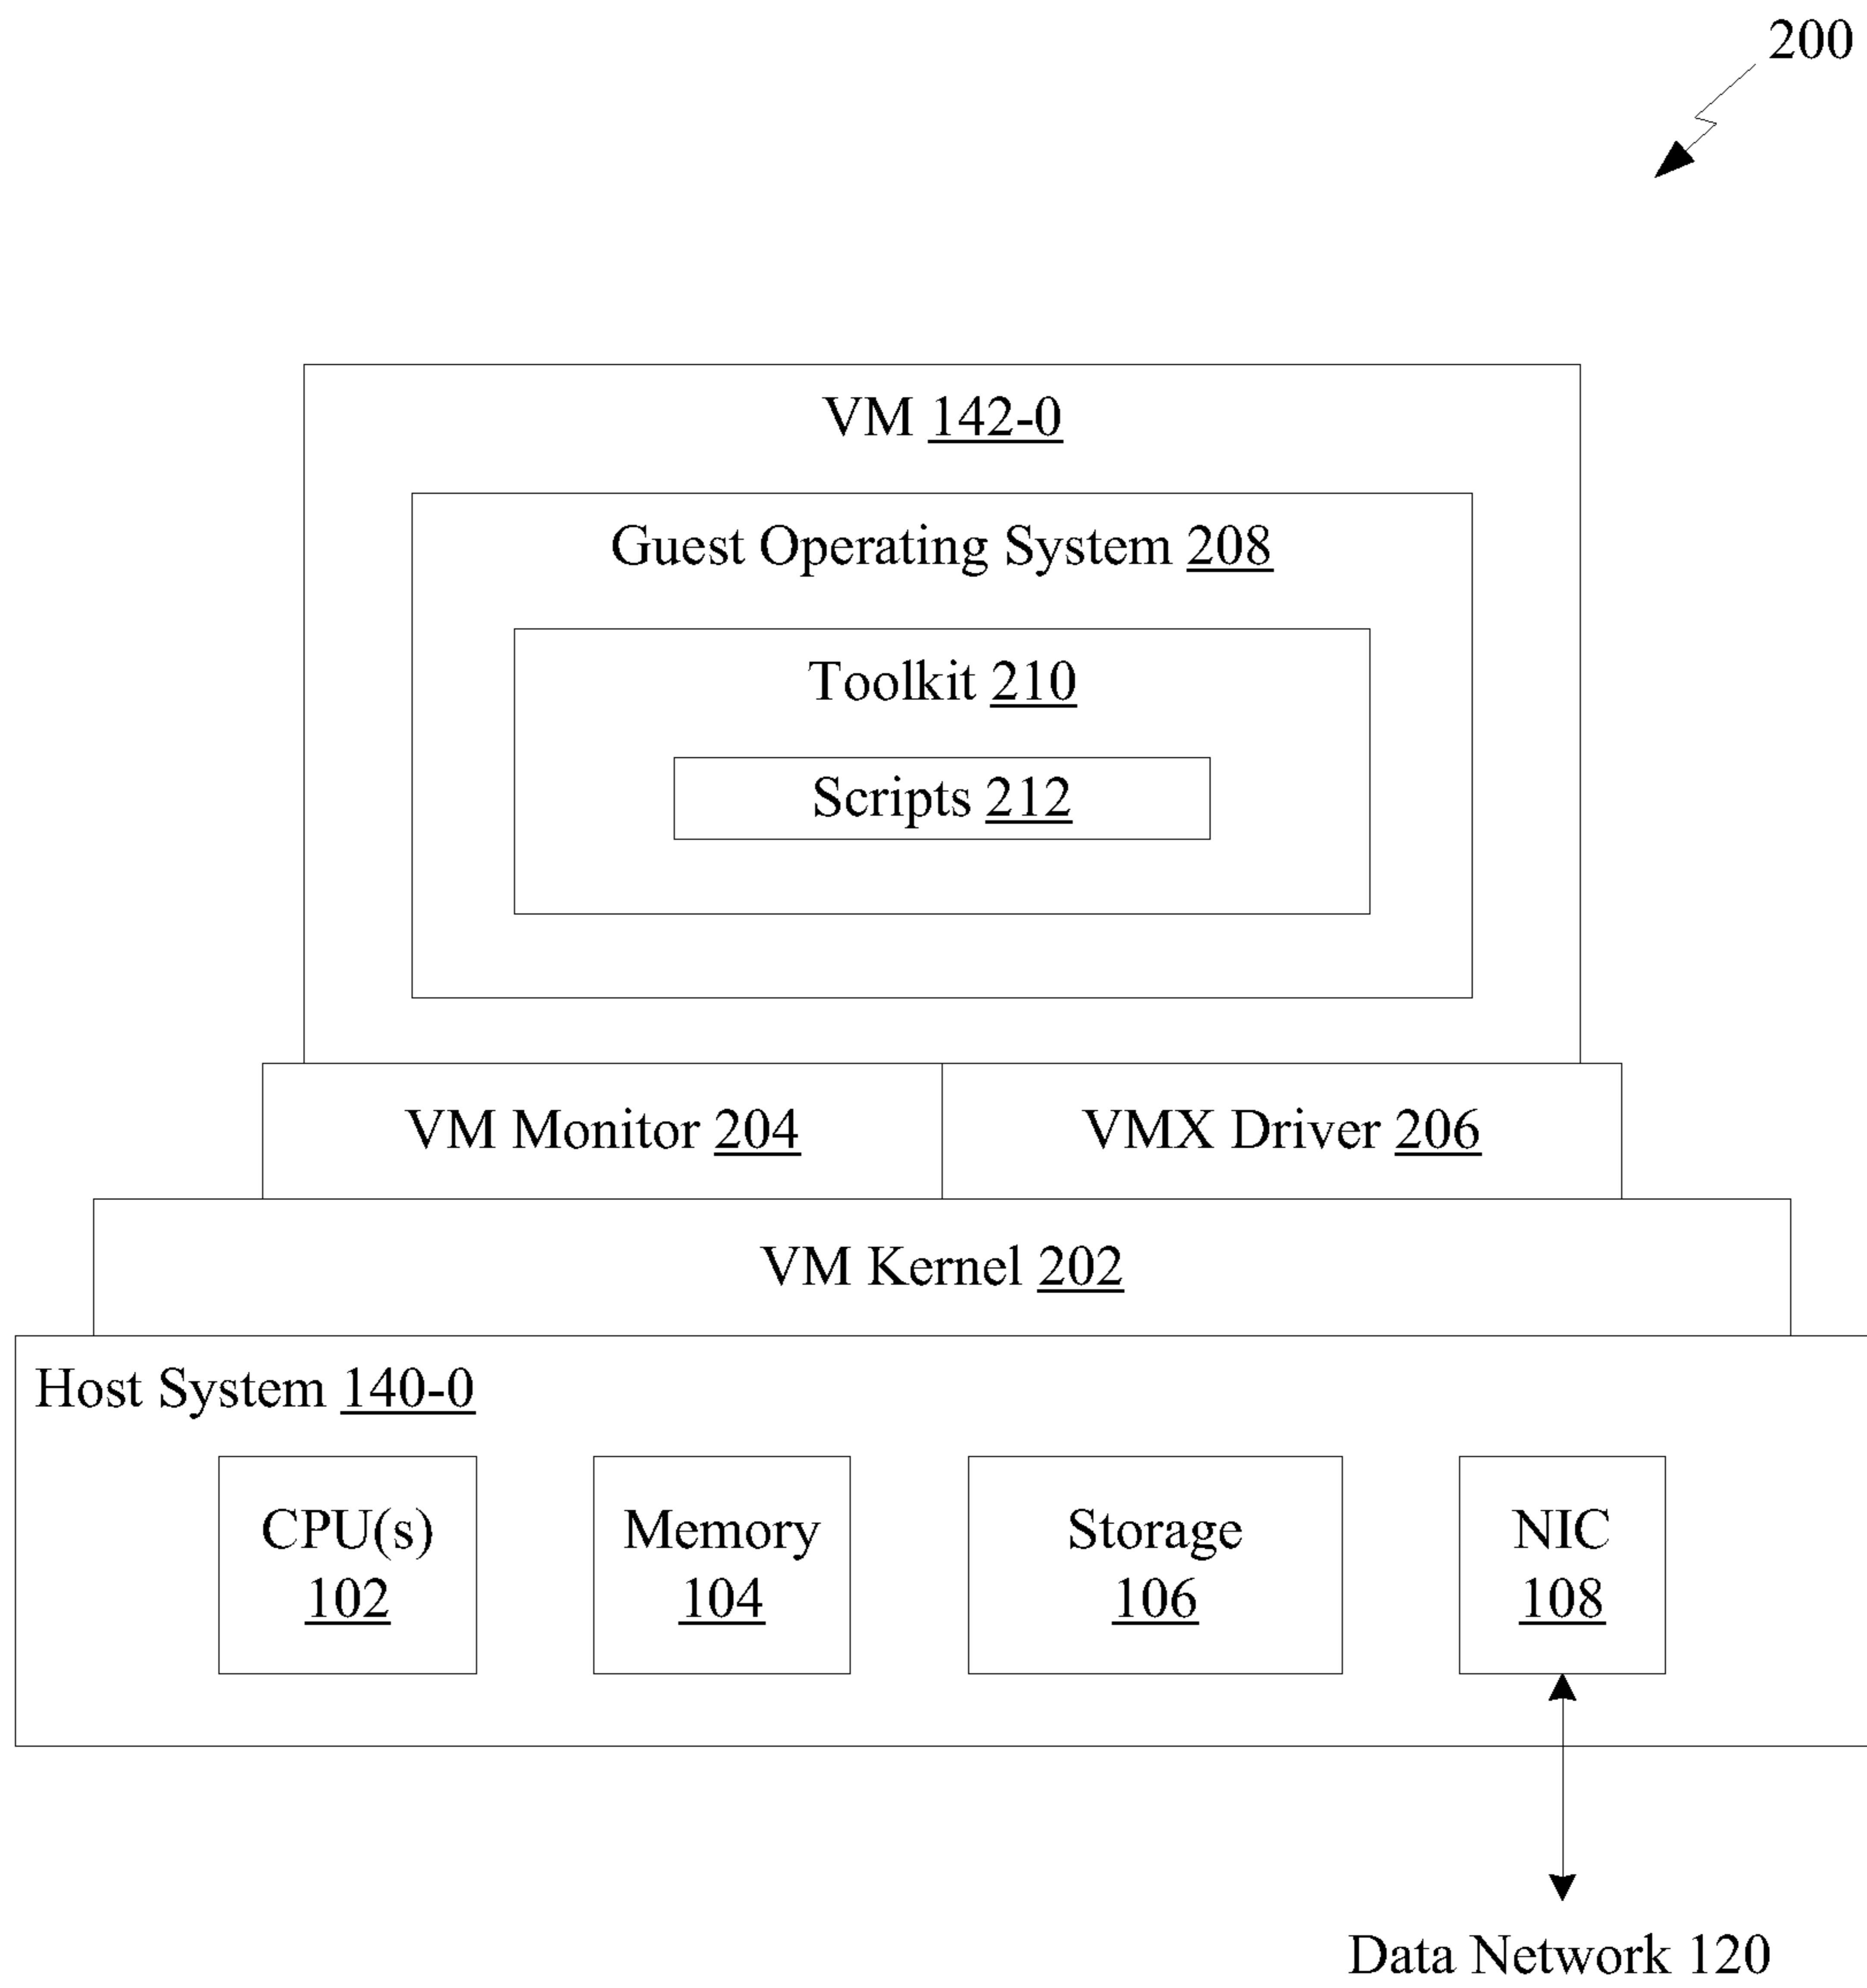 200
VM 142-0
Guest Operating System 208
Toolkit 210
Scripts 212
VM Monitor 204
VMX Driver 206
VM Kernel 202
Host System 140-0
CPU(s)
102
Memory
104
Storage
106
NIC
108
Data Network 120